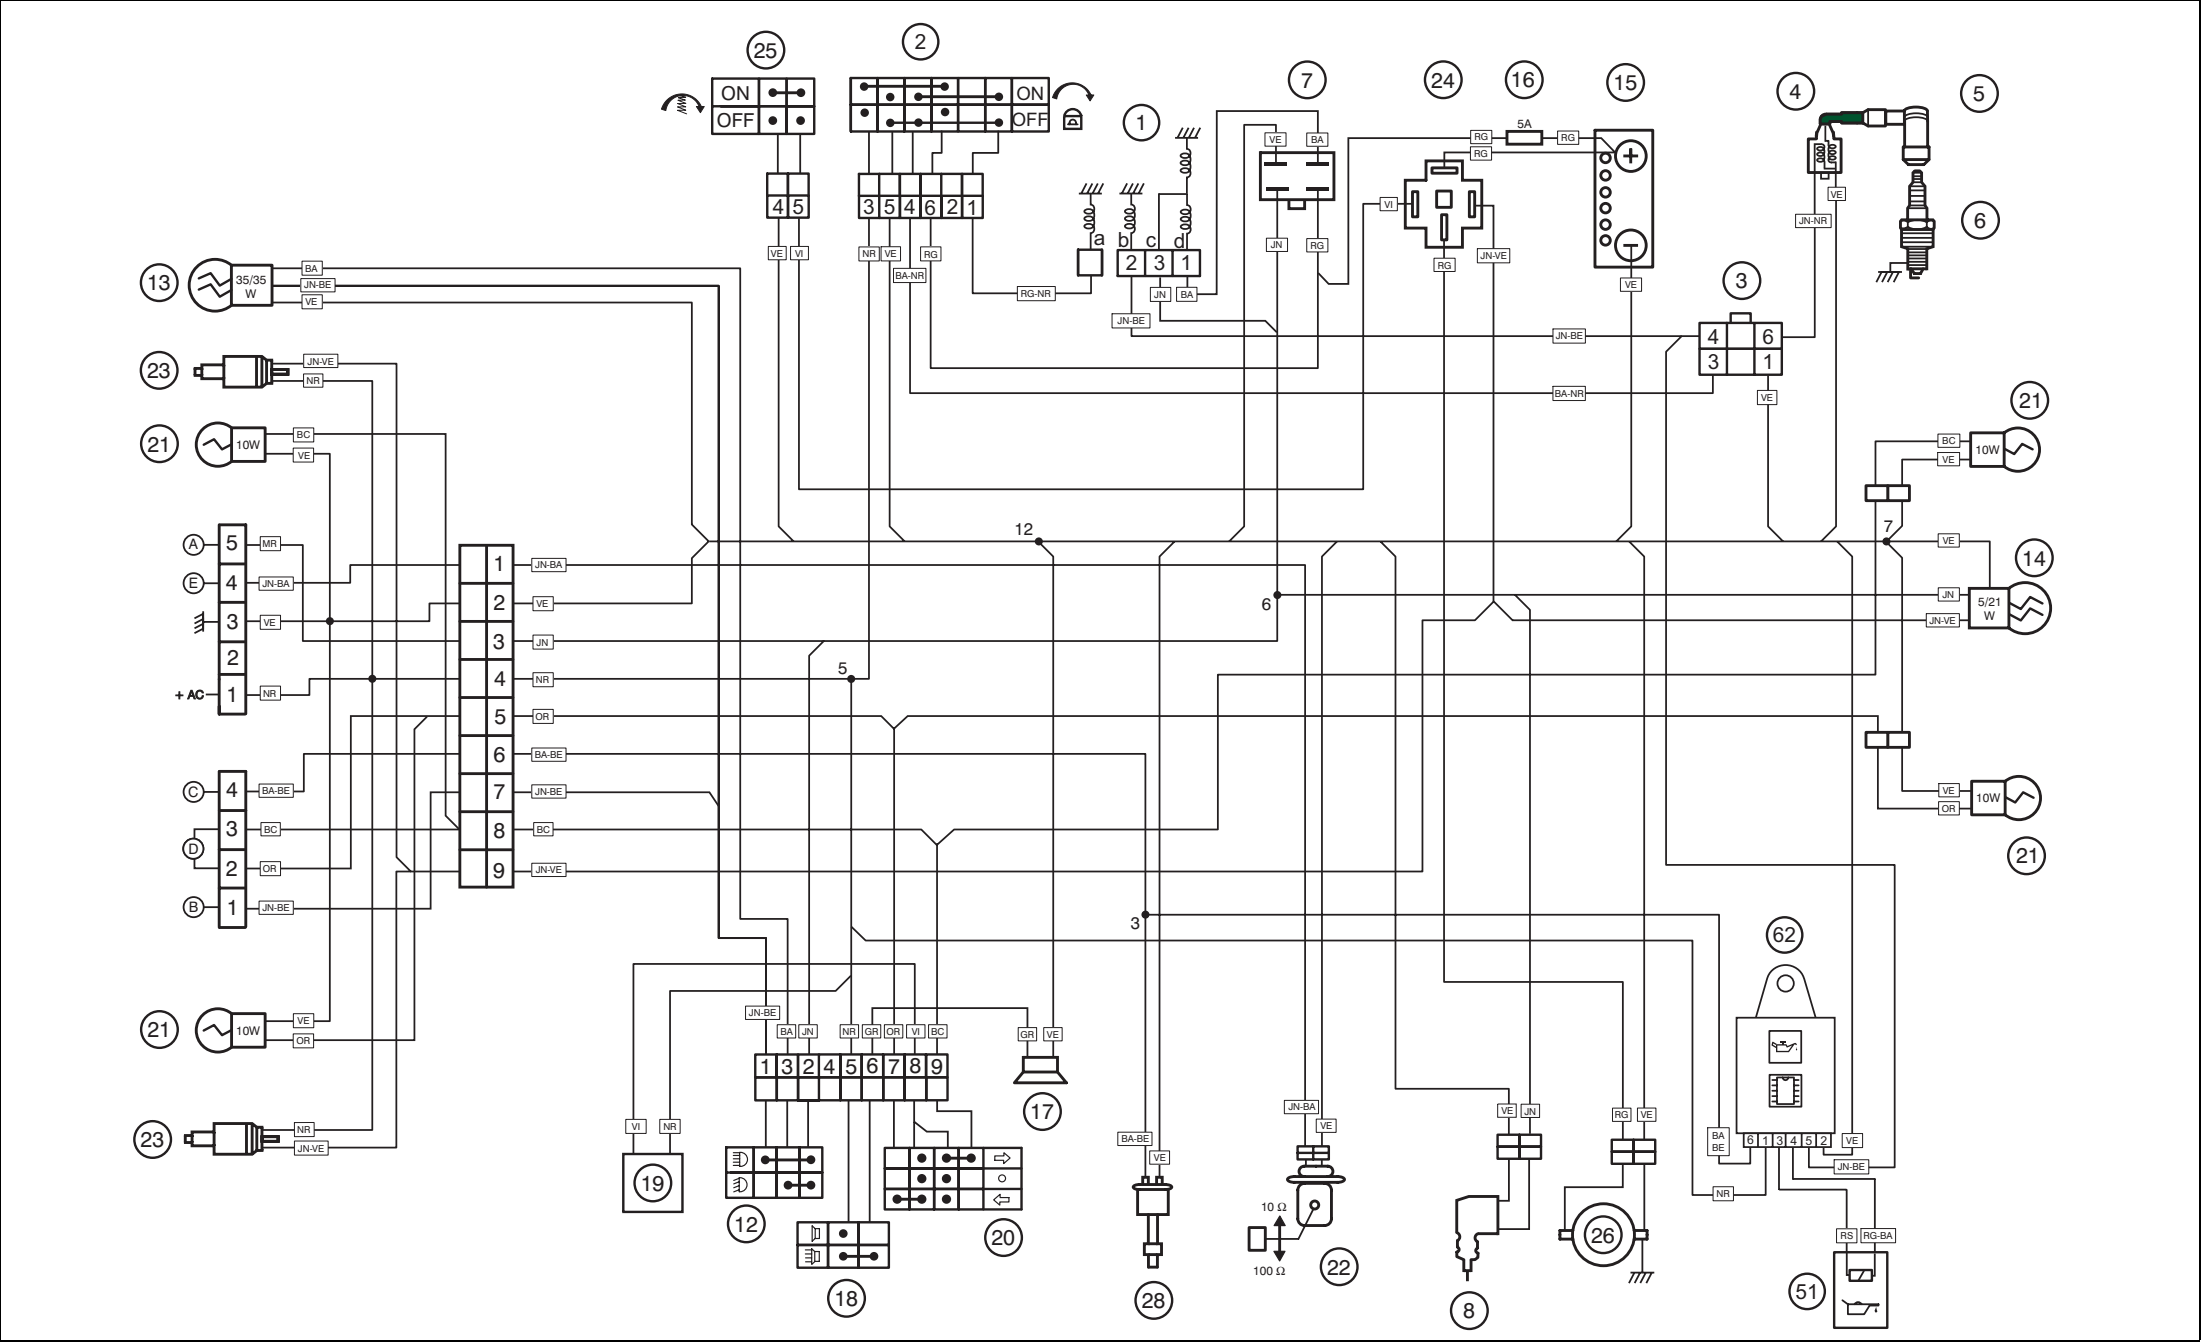 25
2
7
24
16
15
4
5
ON
OFF
ON
OFF
1
5A
RG
RG
RG
VE
BA
6
VE
JN-NR
4 5
3 5 4 6 2 1
a
b
c
d
2 3 1
VI
JN
RG
JN-VE
RG
VE
3
VE
VI
NR
VE
RG
BA-NR
RG-NR
JN
BA
JN-BE
JN-BE
4 6
3 1
BA-NR
VE
13
35/35
W
BA
JN-BE
VE
23
JN-VE
NR
21
10W
BC
VE
21
BC
VE
10W
A
5
MR
E
4
JN-BA
3
VE
2
+ AC
1
NR
C
4
BA-BE
3
BC
D
2
OR
B
1
JN-BE
1
JN-BA
2
VE
3
JN
4
NR
5
OR
6
BA-BE
7
JN-BE
8
BC
9
JN-VE
12
7
VE
14
6
JN
5/21
W
JN-VE
5
VE
OR
10W
21
3
62
21
10W
VE
OR
23
NR
JN-VE
JN-BE
BA
JN
NR
GR
OR
VI
BC
GR
VE
1 3 2 4 5 6 7 8 9
17
VI
NR
19
12
18
20
BA-BE
VE
28
JN-BA
VE
10 Ω
100 Ω
22
VE
JN
8
RG
VE
26
BA
BE
6 1 3 4 5 2
VE
JN-BE
NR
RS
RG-BA
51